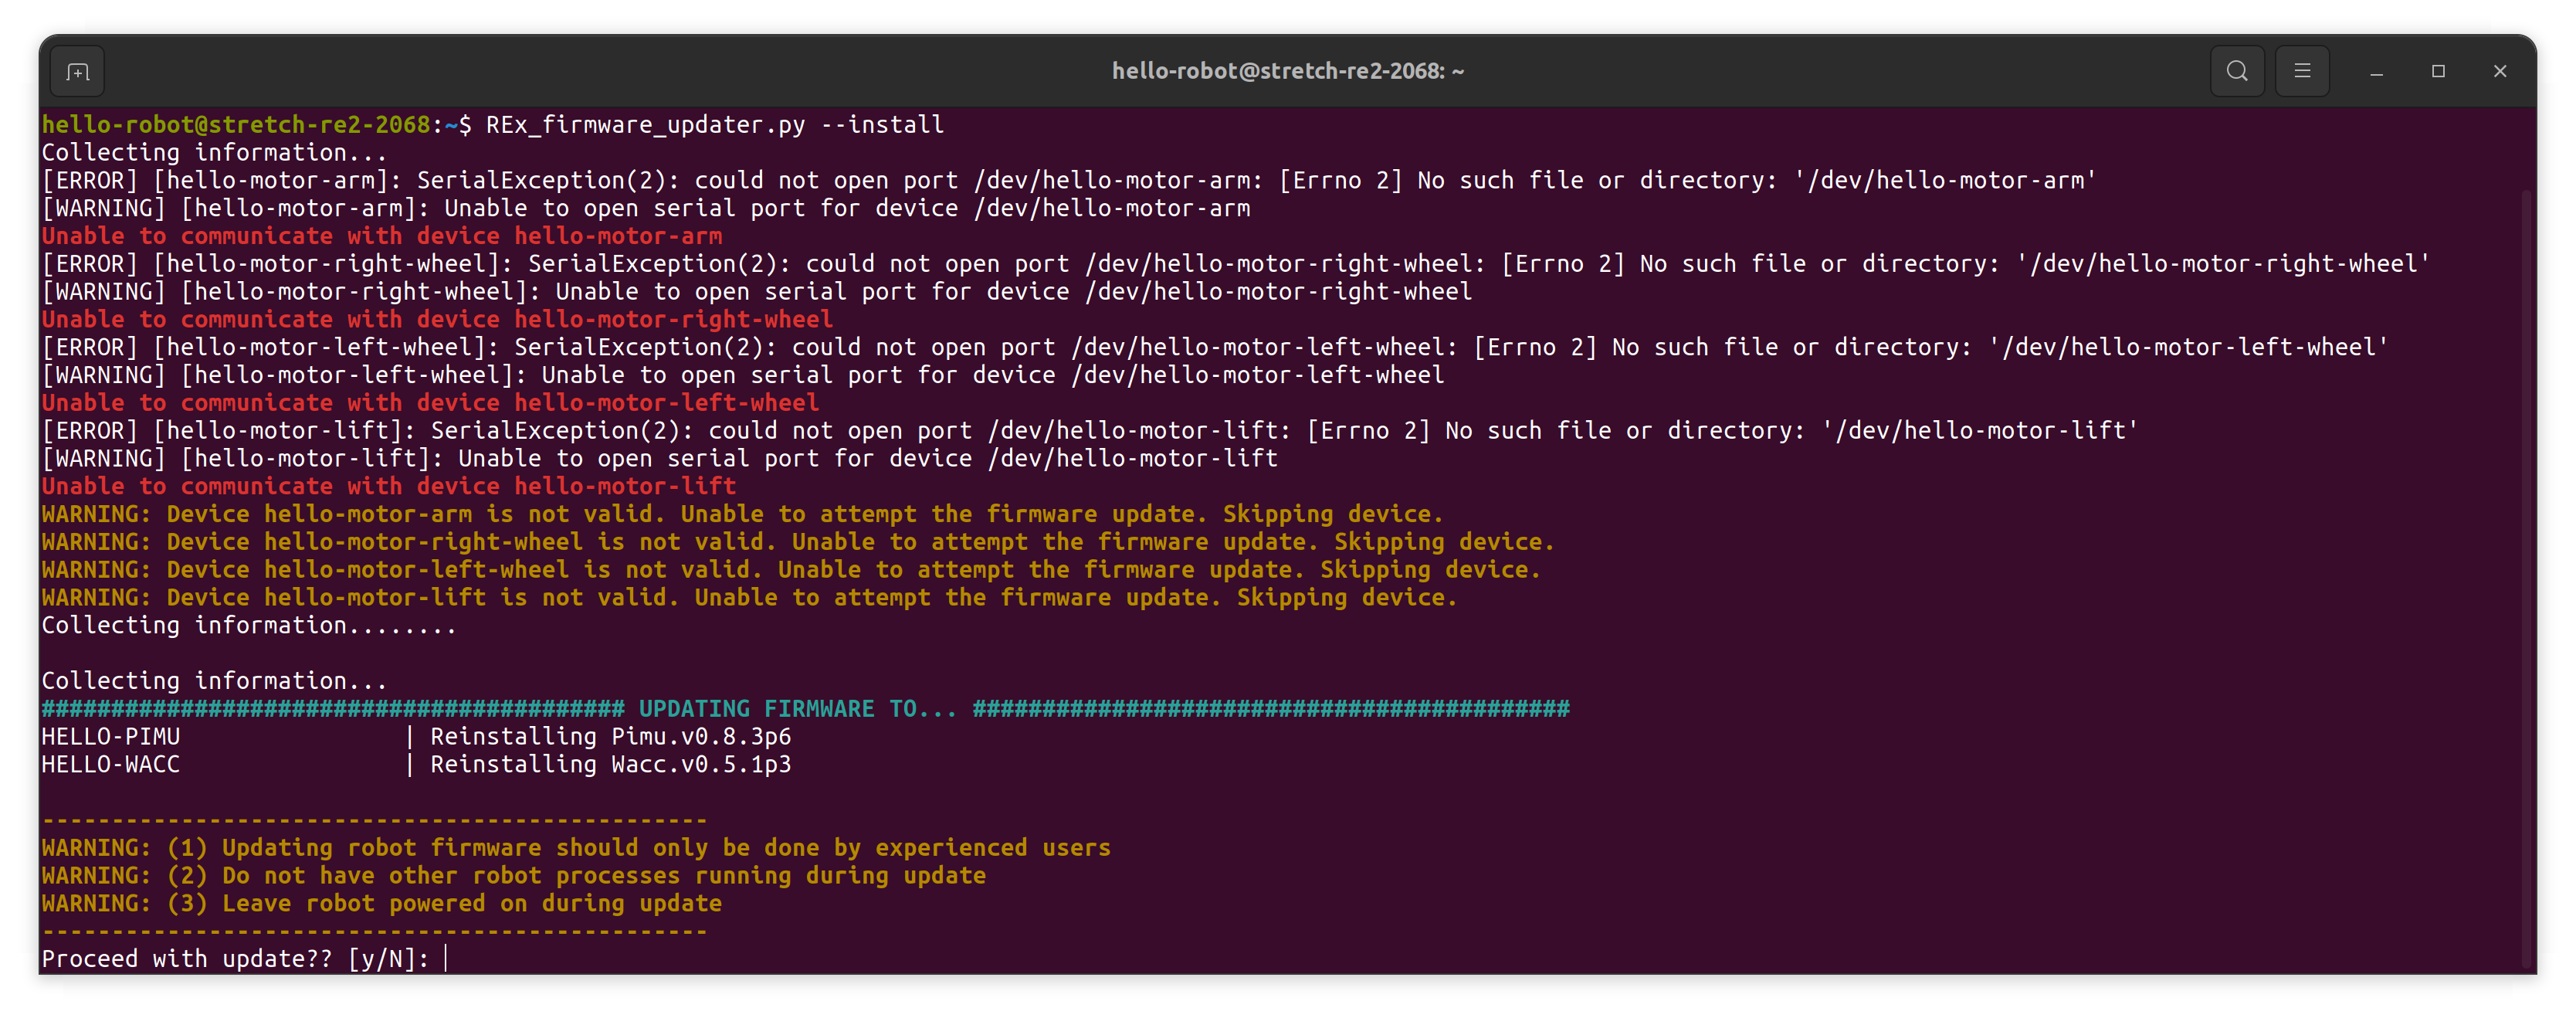 hello-robot@stretch-re2-2068: ~
hello-robot@stretch-re2-2068:~$ REx_firmware_updater.py --install
Collecting information...
[ERROR] [hello-motor-arm]: SerialException(2): could not open port /dev/hello-motor-arm: [Errno 2] No such file or directory: '/dev/hello-motor-arm'
[WARNING] [hello-motor-arm]: Unable to open serial port for device /dev/hello-motor-arm
Unable to communicate with device hello-motor-arm
[ERROR] [hello-motor-right-wheel]: SerialException(2): could not open port /dev/hello-motor-right-wheel: [Errno 2] No such file or directory: '/dev/hello-motor-right-wheel'
[WARNING] [hello-motor-right-wheel]: Unable to open serial port for device /dev/hello-motor-right-wheel
Unable to communicate with device hello-motor-right-wheel
[ERROR] [hello-motor-left-wheel]: SerialException(2): could not open port /dev/hello-motor-left-wheel: [Errno 2] No such file or directory: '/dev/hello-motor-left-wheel'
[WARNING] [hello-motor-left-wheel]: Unable to open serial port for device /dev/hello-motor-left-wheel
Unable to communicate with device hello-motor-left-wheel
[ERROR] [hello-motor-lift]: SerialException(2): could not open port /dev/hello-motor-lift: [Errno 2] No such file or directory: '/dev/hello-motor-lift'
[WARNING] [hello-motor-lift]: Unable to open serial port for device /dev/hello-motor-lift
Unable to communicate with device hello-motor-lift
WARNING: Device hello-motor-arm is not valid. Unable to attempt the firmware update. Skipping device.
WARNING: Device hello-motor-right-wheel is not valid. Unable to attempt the firmware update. Skipping device.
WARNING: Device hello-motor-left-wheel is not valid. Unable to attempt the firmware update. Skipping device.
WARNING: Device hello-motor-lift is not valid. Unable to attempt the firmware update. Skipping device.
Collecting information........
Collecting information...
########################################## UPDATING FIRMWARE TO... ###########################################
HELLO-PIMU                | Reinstalling Pimu.v0.8.3p6
HELLO-WACC                | Reinstalling Wacc.v0.5.1p3
------------------------------------------------
WARNING: (1) Updating robot firmware should only be done by experienced users
WARNING: (2) Do not have other robot processes running during update
WARNING: (3) Leave robot powered on during update
------------------------------------------------
Proceed with update?? [y/N]: